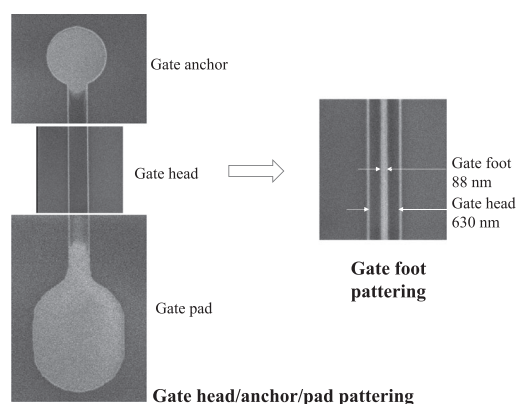 Gate anchor
Gate head
Gate pad
Gate foot
88 nm
Gate head
630 nm
Gate foot
pattering
Gate head/anchor/pad pattering